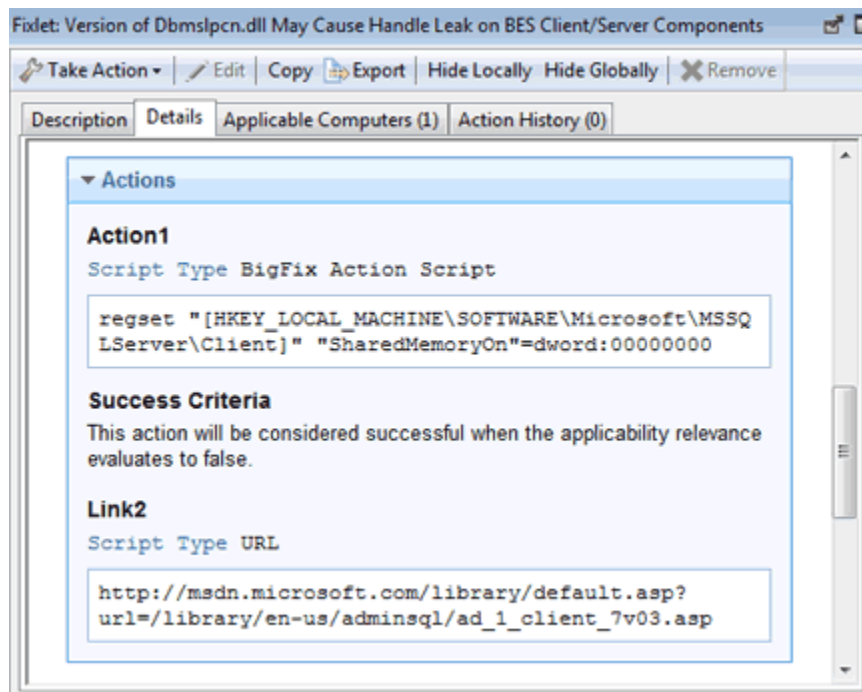 Fixlet: Version of Dbmslpcn.dll May Cause Handle Leak on BES Client/Server Components
Take Action Edit Copy Export Hide Locally Hide Globally Remove
Description Details Applicable Computers (1) Action History (0)
Actions
Action1
Script Type BigFix Action Script
regset "[HKEY_LOCAL_MACHINE\SOFTWARE\Microsoft\MSSQ
LServer\Client]" "SharedMemoryOn"=dword:00000000
Success Criteria
This action will be considered successful when the applicability relevance
evaluates to false.
Link2
Script Type URL
http://msdn.microsoft.com/library/default.asp?
url=/library/en-us/adminsql/ad_1_client_7v03.asp